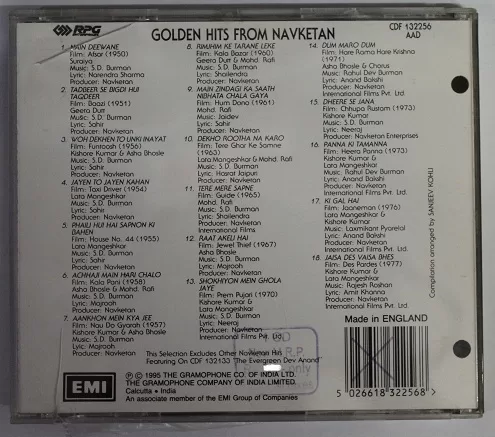 RPG
GOLDEN HITS FROM NAVKETAN
CDF 132256
AAD
1. MAIN DEEWANE
Film: Afsar (1950)
Suraiya
Music: S.D. Burman
Lyric: Narendra Sharma
Producer: Navketan
2. TADBEER SE BIGDI HUI
TAQDEER
Film: Baazi (1951)
Geeta Dutt
Music: S.D. Burman
Lyric: Sahir
Producer: Navketan
3. WOH DEKHEN TO UNKI INAYAT
Film: Funtoosh (1956)
Kishore Kumar & Asha Bhosle
Music: S.D. Burman
Lyric: Sahir
Producer: Navketan
4. JAYEN TO JAYEN KAHAN
Film: Taxi Driver (1954)
Lata Mangeshkar
Music: S.D. Burman
Lyric: Sahir
Producer: Navketan
5. PHAILI HUI HAI SAPNON KI
BAHEN
Film: House No. 44 (1955)
Lata Mangeshkar
Music: S.D. Burman
Lyric: Sahir
Producer: Navketan
6. ACHHAJI MAIN HARI CHALO
Film: Kala Pani (1958)
Asha Bhosle & Mohd. Rafi
Music: S.D. Burman
Lyric: Majrooh
Producer: Navketan
7. AANKHON MEIN KYA JEE
Film: Nau Do Gyarah (1957)
Kishore Kumar & Asha Bhosle
Music: S.D. Burman
Lyric: Majrooh
Producer: Navketan
8. RIMJHIM KE TARANE LEKE
Film: Kala Bazar (1960)
Geeta Dutt & Mohd. Rafi
Music: S.D. Burman
Lyric: Shailendra
Producer: Navketan
9. MAIN ZINDAGI KA SAATH
NIBHATA CHALA GAYA
Film: Hum Dono (1961)
Mohd. Rafi
Music: Jaidev
Lyric: Sahir
Producer: Navketan
10. DEKHO ROOTHA NA KARO
Film: Tere Ghar Ke Samne
(1963)
Lata Mangeshkar & Mohd. Rafi
Music: S.D. Burman
Lyric: Hasrat Jaipuri
Producer: Navketan
11. TERE MERE SAPNE
Film: Guide (1965)
Mohd. Rafi
Music: S.D. Burman
Lyric: Shailendra
Producer: Navketan
International Films
12. RAAT AKELI HAI
Film: Jewel Thief (1967)
Asha Bhosle
Music: S.D. Burman
Lyric: Majrooh
Producer: Navketan
13. SHOKHIYON MEIN GHOLA
JAYE
Film: Prem Pujari (1970)
Kishore Kumar &
Lata Mangeshkar
Music: S.D. Burman
Lyric: Neeraj
Producer: Navketan
International Films Pvt. Ltd.
14. DUM MARO DUM
Film: Hare Rama Hare Krishna
(1971)
Asha Bhosle & Chorus
Music: Rahul Dev Burman
Lyric: Anand Bakshi
Producer: Navketan
International Films Pvt. Ltd.
15. DHEERE SE JANA
Film: Chhupa Rustam (1973)
Kishore Kumar
Music: S.D. Burman
Lyric: Neeraj
Producer: Navketan Enterprises
16. PANNA KI TAMANNA
Film: Heera Panna (1973)
Kishore Kumar &
Lata Mangeshkar
Music: Rahul Dev Burman
Lyric: Anand Bakshi
Producer: Navketan
International Films Pvt. Ltd.
17. KI GAL HAI
Film: Jaaneman (1976)
Lata Mangeshkar &
Kishore Kumar
Music: Laxmikant Pyarelal
Lyric: Anand Bakshi
Producer: Navketan
International Films Pvt. Ltd.
18. JAISA DES VAISA BHES
Film: Des Pardes (1977)
Kishore Kumar &
Lata Mangeshkar
Music: Rajesh Roshan
Lyric: Amit Khanna
Producer: Navketan
International Films Pvt. Ltd.
Compilation arranged by SANJEEV KOHLI
This Selection Excludes Other Navketan Hits
Featuring On CDF 132133 'The Evergreen Dev Anand'
EMI
℗ © 1995 THE GRAMOPHONE CO. OF INDIA LTD.
THE GRAMOPHONE COMPANY OF INDIA LIMITED.
Calcutta • India
An associate member of the EMI Group of Companies
Made in ENGLAND
5 026618 322568 >